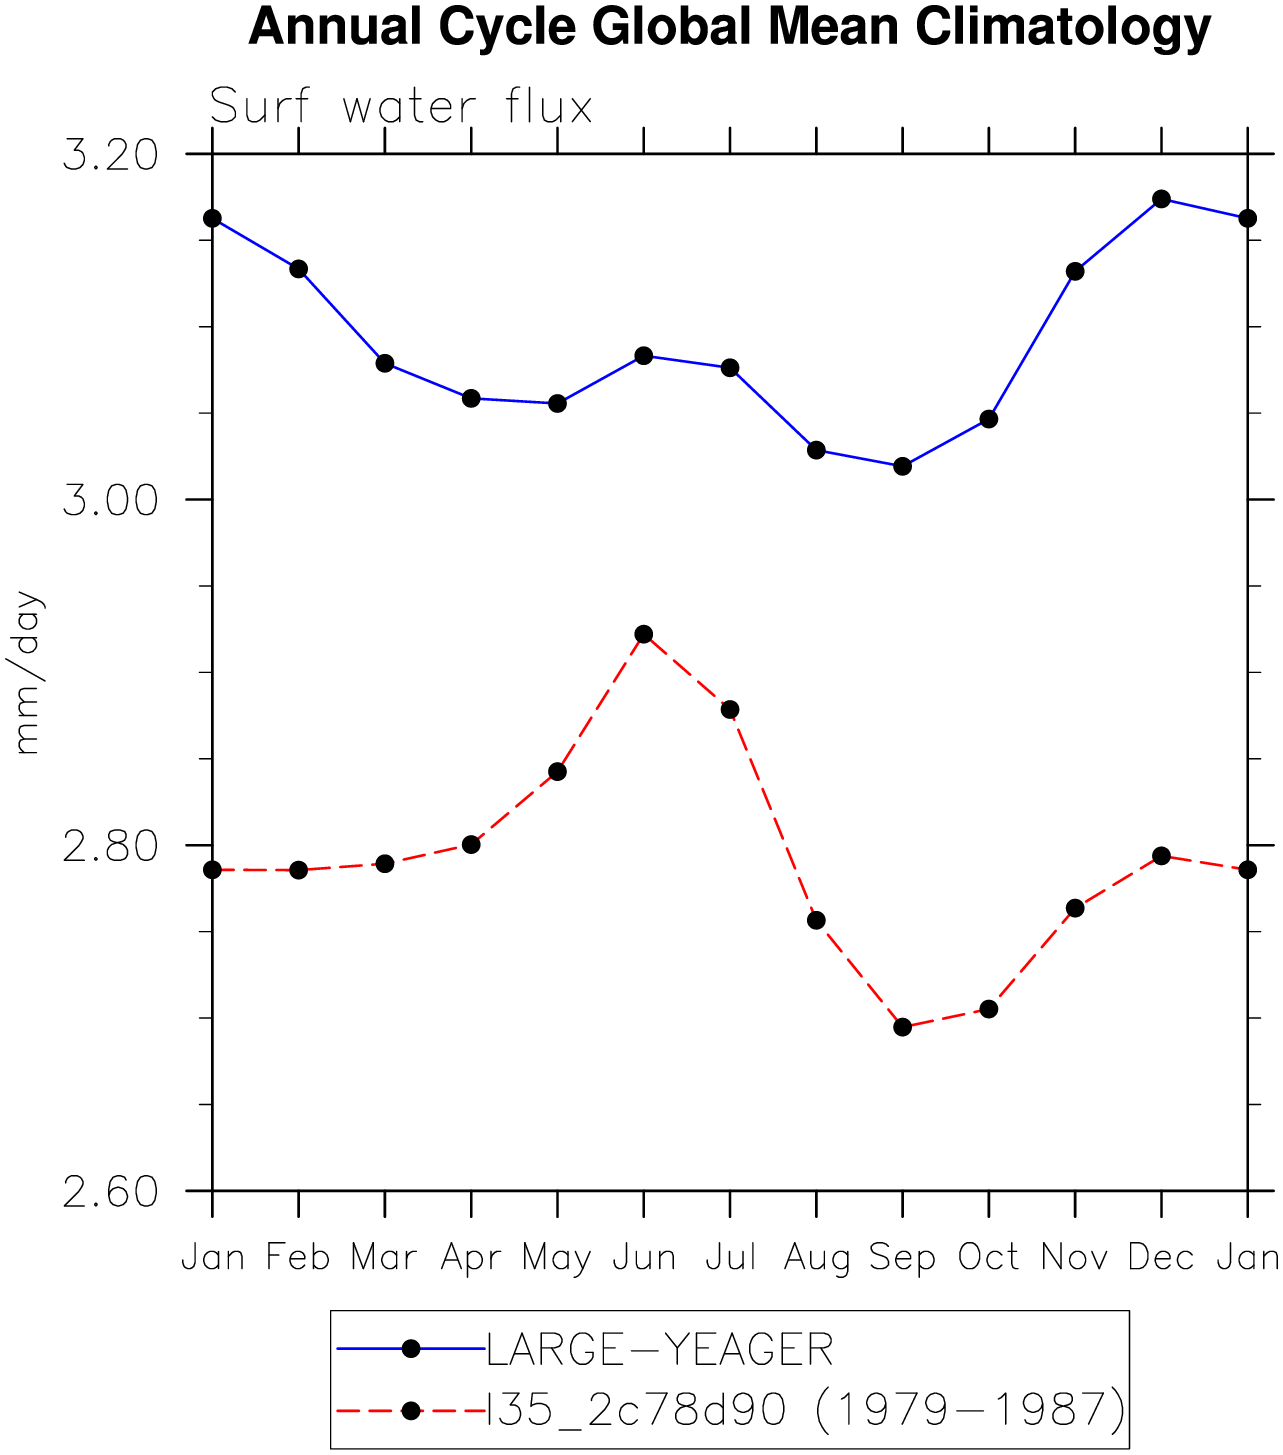 Annual Cycle Global Mean Climatology
Surf water flux
3.20
3.00
2.80
2.60
mm/day
Jan Feb Mar Apr May Jun Jul Aug Sep Oct Nov Dec Jan
LARGE-YEAGER
I35_2c78d90 (1979-1987)